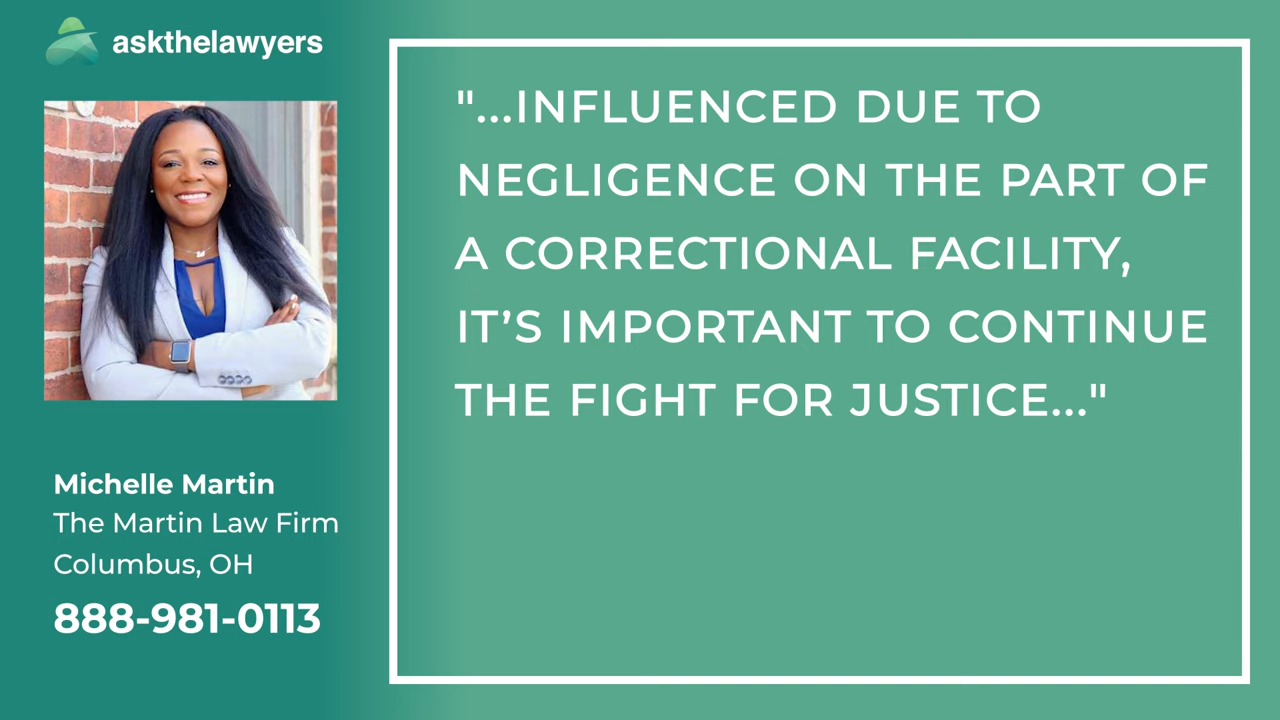 askthelawyers
"...INFLUENCED DUE TO
NEGLIGENCE ON THE PART OF
A CORRECTIONAL FACILITY,
IT’S IMPORTANT TO CONTINUE
THE FIGHT FOR JUSTICE..."
Michelle Martin
The Martin Law Firm
Columbus, OH
888-981-0113